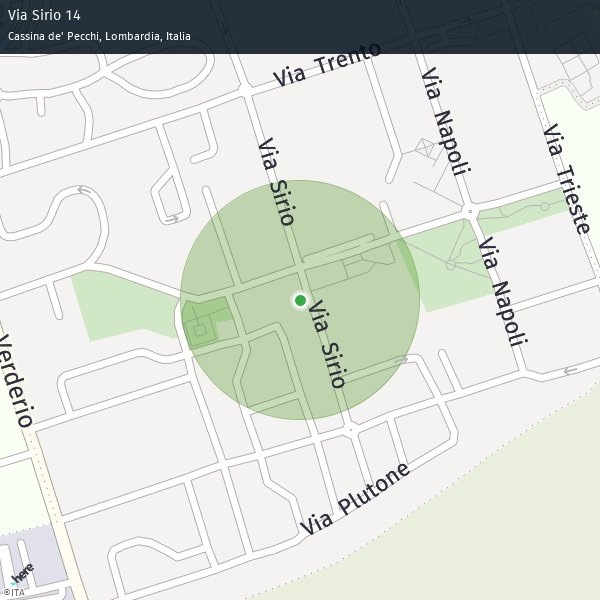 Via Sirio 14
Cassina de' Pecchi, Lombardia, Italia
Via Trento
Via Napoli
Via Sirio
Via Trieste
Via Napoli
Via Sirio
Verderio
Via Plutone
here
©ITA